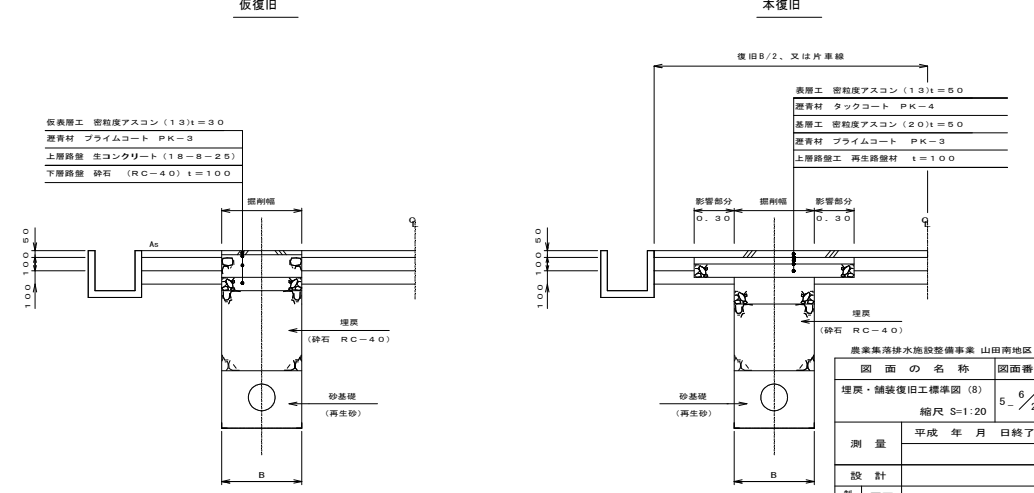 仮復旧
仮表層工 密粒度アスコン(13)t=30
瀝青材 プライムコート PK-3
上層路盤 生コンクリート(18-8-25)
下層路盤 砕石 (RC-40) t=100
掘削幅
As
50
100
100
埋戻
(砕石 RC-40)
砂基礎
(再生砂)
B
本復旧
復旧B/2、又は片車線
表層工 密粒度アスコン(13)t=50
瀝青材 タックコート PK-4
基層工 密粒度アスコン(20)t=50
瀝青材 プライムコート PK-3
上層路盤工 再生路盤材 t=100
影響部分 掘削幅 影響部分
0.30 0.30
50
100
100
埋戻
(砕石 RC-40)
砂基礎
(再生砂)
B
農業集落排水施設整備事業 山田南地区
図面の名称 図面番
埋戻・舗装復旧工標準図(8)
縮尺 S=1:20
5-6/
測量 平成 年 月 日終了
設計